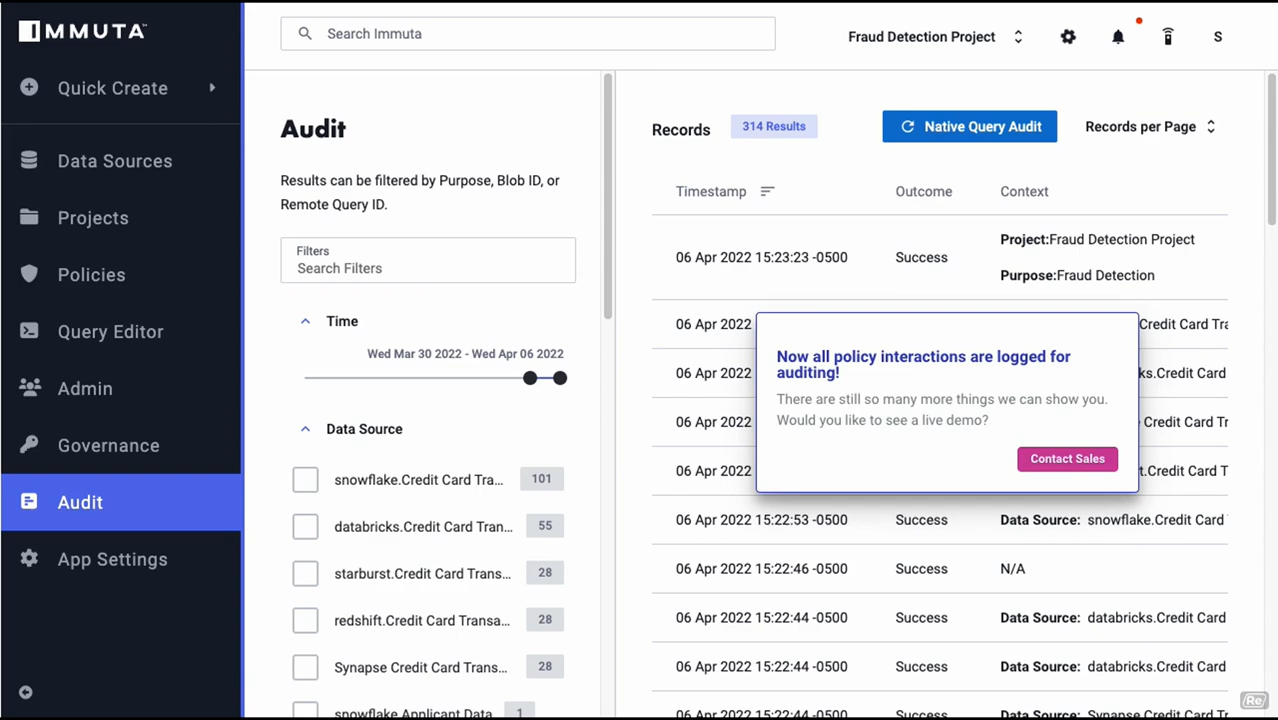 IMMUTA
Search Immuta
Fraud Detection Project
S
Quick Create
Data Sources
Projects
Policies
Query Editor
Admin
Governance
Audit
App Settings
Audit
Results can be filtered by Purpose, Blob ID, or
Remote Query ID.
Filters
Search Filters
Time
Wed Mar 30 2022 - Wed Apr 06 2022
Data Source
snowflake.Credit Card Tra... 101
databricks.Credit Card Tran... 55
starburst.Credit Card Trans... 28
redshift.Credit Card Transa... 28
Synapse Credit Card Trans... 28
snowflake Applicant Data 1
Records 314 Results
Native Query Audit
Records per Page
Timestamp Outcome Context
06 Apr 2022 15:23:23 -0500 Success Project:Fraud Detection Project
Purpose:Fraud Detection
06 Apr 2022 Credit Card Tra
06 Apr 2022 ks.Credit Card
06 Apr 2022 Credit Card Tr
06 Apr 2022 t.Credit Card T
Now all policy interactions are logged for
auditing!
There are still so many more things we can show you.
Would you like to see a live demo?
Contact Sales
06 Apr 2022 15:22:53 -0500 Success Data Source: snowflake.Credit Card
06 Apr 2022 15:22:46 -0500 Success N/A
06 Apr 2022 15:22:44 -0500 Success Data Source: databricks.Credit Card
06 Apr 2022 15:22:44 -0500 Success Data Source: databricks.Credit Card
06 Apr 2022 15:22:44 -0500 Success Data Source: Synapse Credit Card
Re